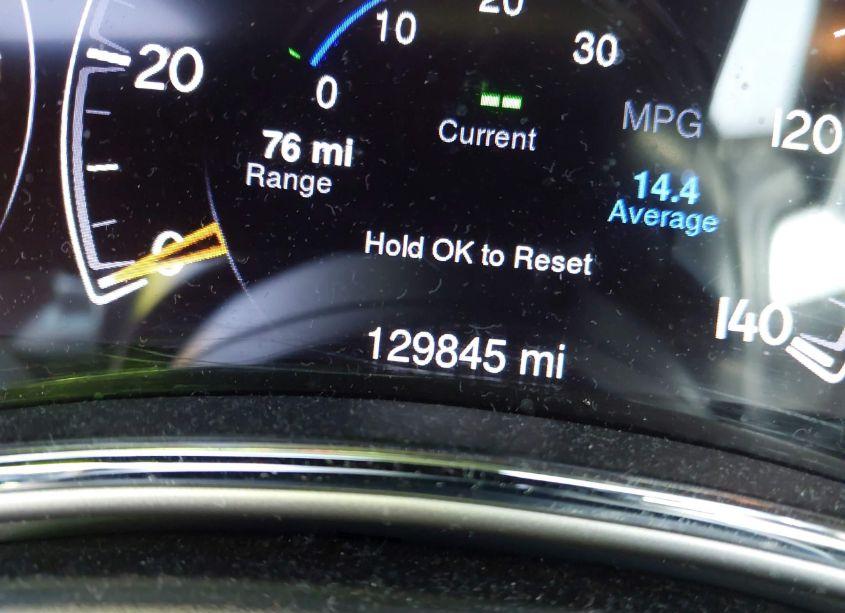 20
10
20
30
0
-- 
Current
MPG
120
76 mi
Range
14.4
Average
0
Hold OK to Reset
140
129845 mi